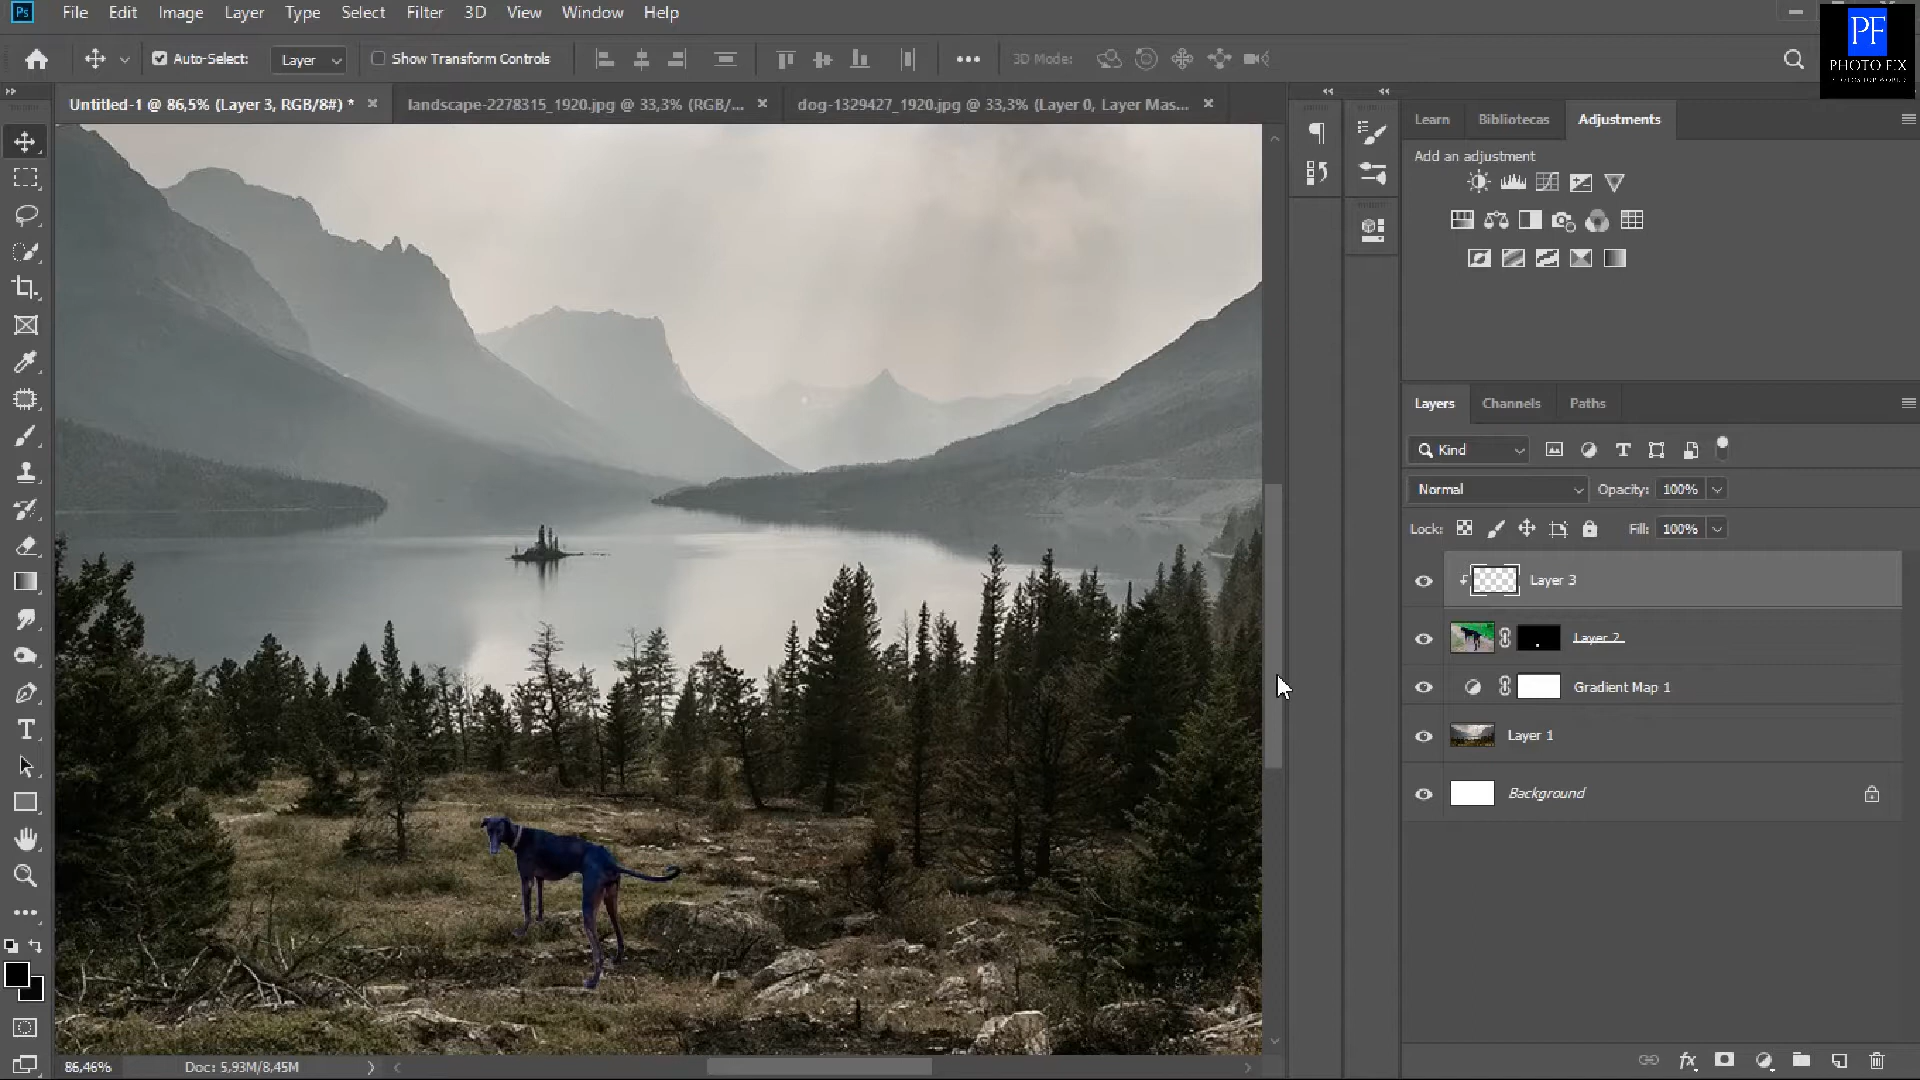 Ps File Edit Image Layer Type Select Filter 3D View Window Help
PF
PHOTO FIX
Auto-Select: Layer Show Transform Controls 3D Mode:
Untitled-1 @ 86,5% (Layer 3, RGB/8#) * landscape-2278315_1920.jpg @ 33,3% (RGB/... dog-1329427_1920.jpg @ 33,3% (Layer 0, Layer Mas...
Learn Bibliotecas Adjustments
Add an adjustment
Layers Channels Paths
Kind
Normal Opacity: 100%
Lock: Fill: 100%
Layer 3
Layer 2
Gradient Map 1
Layer 1
Background
86,46% Doc: 5,93M/8,45M